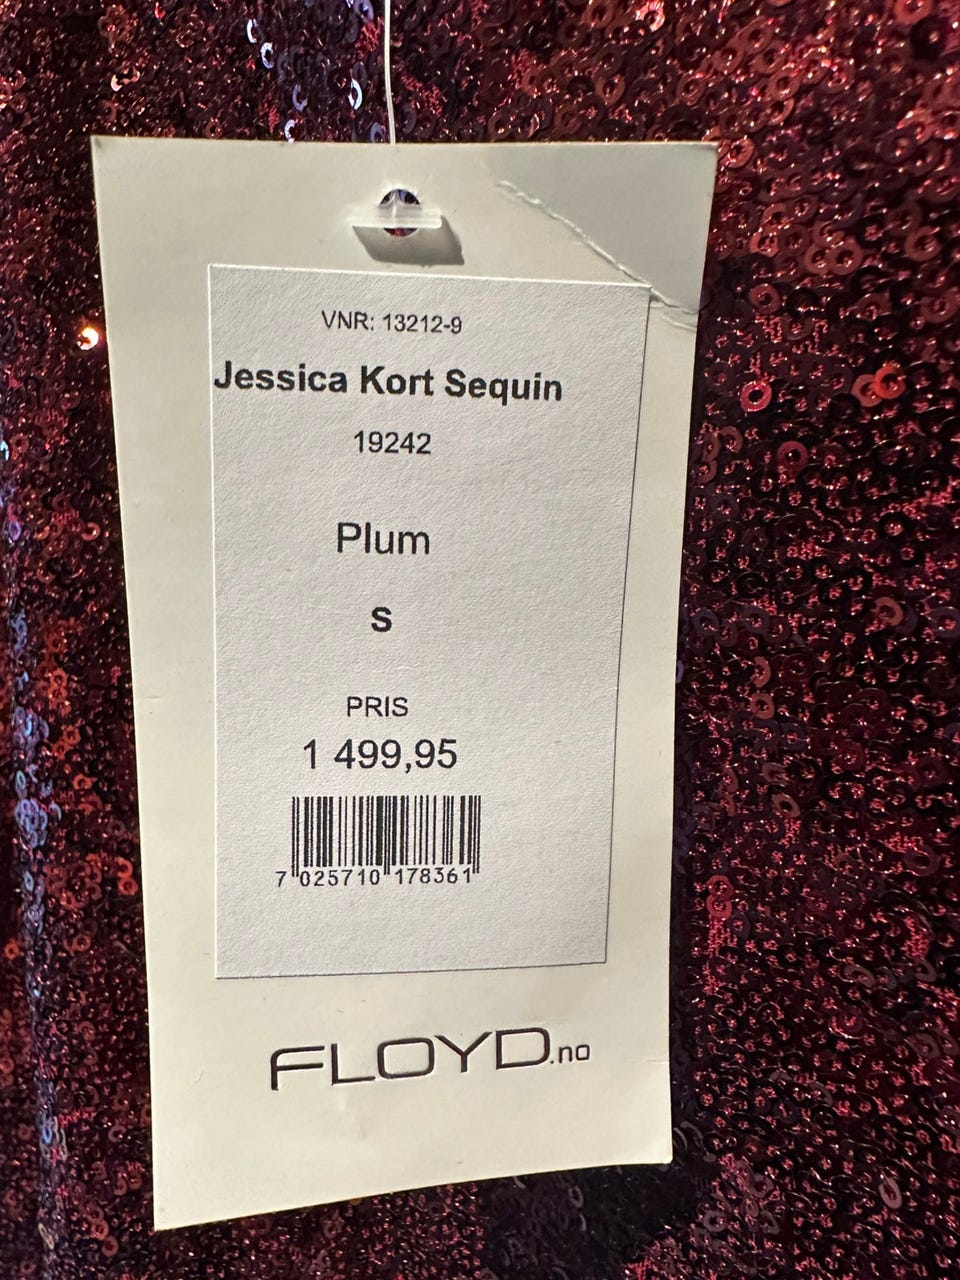 VNR: 13212-9
Jessica Kort Sequin
19242
Plum
S
PRIS
1 499,95
7 025710 178361
FLOYD.no